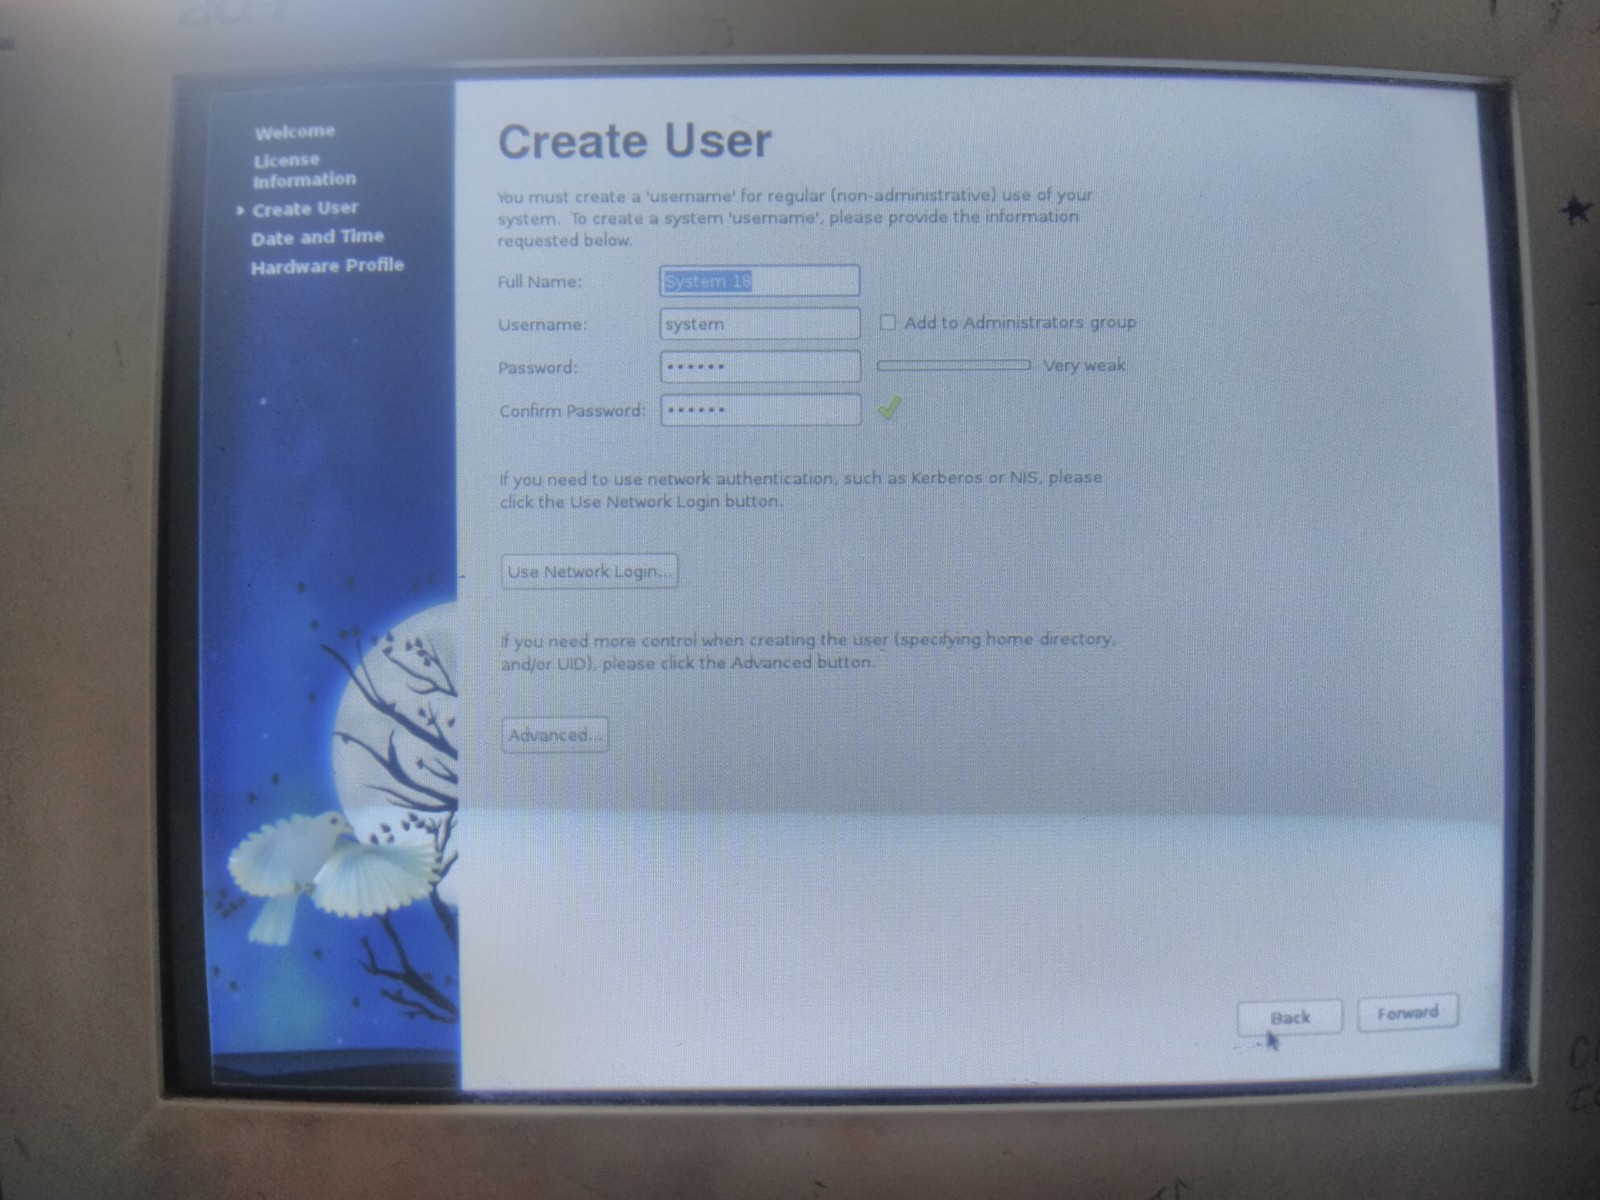 acer
Welcome
License
Information
Create User
Date and Time
Hardware Profile
Create User
You must create a 'username' for regular (non-administrative) use of your
system.  To create a system 'username', please provide the information
requested below.
Full Name: System 18
Username: system Add to Administrators group
Password: •••••• Very weak
Confirm Password: ••••••
If you need to use network authentication, such as Kerberos or NIS, please
click the Use Network Login button.
Use Network Login...
If you need more control when creating the user (specifying home directory,
and/or UID), please click the Advanced button.
Advanced...
Back Forward